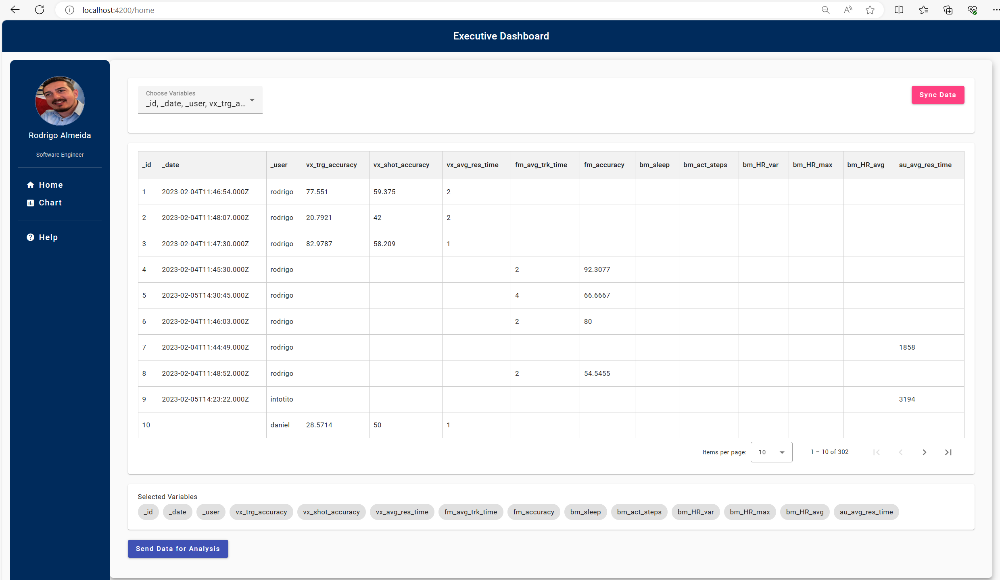 localhost:4200/home
Executive Dashboard
Rodrigo Almeida
Software Engineer
Home
Chart
Help
Choose Variables
_id, _date, _user, vx_trg_a...
Sync Data
_id _date _user vx_trg_accuracy vx_shot_accuracy vx_avg_res_time fm_avg_trk_time fm_accuracy bm_sleep bm_act_steps bm_HR_var bm_HR_max bm_HR_avg au_avg_res_time
1 2023-02-04T11:46:54.000Z rodrigo 77.551 59.375 2
2 2023-02-04T11:48:07.000Z rodrigo 20.7921 42 2
3 2023-02-04T11:47:30.000Z rodrigo 82.9787 58.209 1
4 2023-02-04T11:45:30.000Z rodrigo 2 92.3077
5 2023-02-05T14:30:45.000Z rodrigo 4 66.6667
6 2023-02-04T11:46:03.000Z rodrigo 2 80
7 2023-02-04T11:44:49.000Z rodrigo 1858
8 2023-02-04T11:48:52.000Z rodrigo 2 54.5455
9 2023-02-05T14:23:22.000Z intotito 3194
10 daniel 28.5714 50 1
Items per page: 10 1 – 10 of 302
Selected Variables
_id _date _user vx_trg_accuracy vx_shot_accuracy vx_avg_res_time fm_avg_trk_time fm_accuracy bm_sleep bm_act_steps bm_HR_var bm_HR_max bm_HR_avg au_avg_res_time
Send Data for Analysis